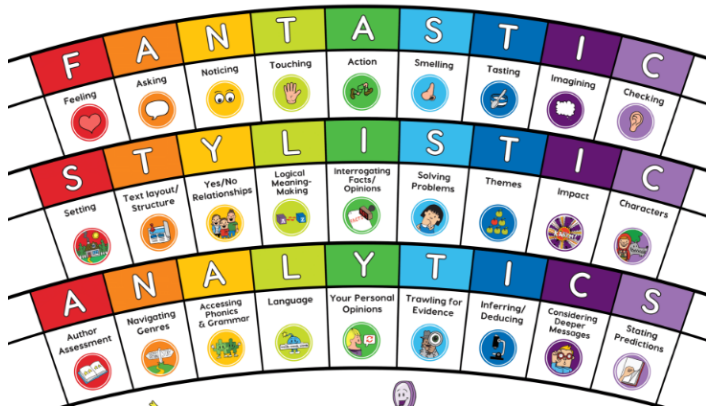 F A N T A S T I C
Feeling
Asking
Noticing
Touching
Action
Smelling
Tasting
Imagining
Checking
S T Y L I S T I C
Setting
Text layout/
Structure
Yes/No
Relationships
Logical
Meaning-
Making
Interrogating
Facts/
Opinions
Solving
Problems
Themes
Impact
Characters
A N A L Y T I C S
Author
Assessment
Navigating
Genres
Accessing
Phonics
& Grammar
Language
Your Personal
Opinions
Trawling for
Evidence
Inferring/
Deducing
Considering
Deeper
Messages
Stating
Predictions